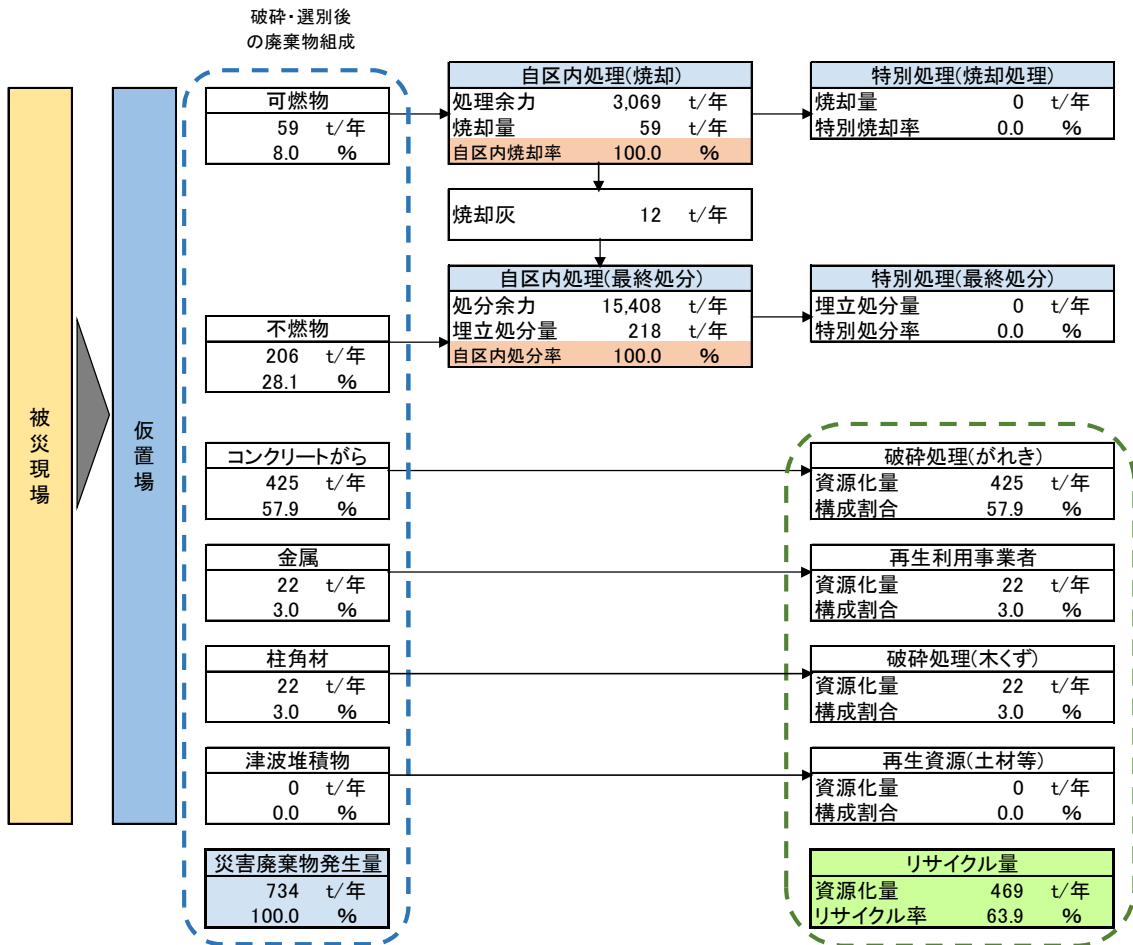 破砕・選別後
の廃棄物組成
被災現場
仮置場
可燃物
59 t/年
8.0 %
自区内処理(焼却)
処理余力 3,069 t/年
焼却量 59 t/年
自区内焼却率 100.0 %
特別処理(焼却処理)
焼却量 0 t/年
特別焼却率 0.0 %
焼却灰 12 t/年
不燃物
206 t/年
28.1 %
自区内処理(最終処分)
処分余力 15,408 t/年
埋立処分量 218 t/年
自区内処分率 100.0 %
特別処理(最終処分)
埋立処分量 0 t/年
特別処分率 0.0 %
コンクリートがら
425 t/年
57.9 %
破砕処理(がれき)
資源化量 425 t/年
構成割合 57.9 %
金属
22 t/年
3.0 %
再生利用事業者
資源化量 22 t/年
構成割合 3.0 %
柱角材
22 t/年
3.0 %
破砕処理(木くず)
資源化量 22 t/年
構成割合 3.0 %
津波堆積物
0 t/年
0.0 %
再生資源(土材等)
資源化量 0 t/年
構成割合 0.0 %
災害廃棄物発生量
734 t/年
100.0 %
リサイクル量
資源化量 469 t/年
リサイクル率 63.9 %